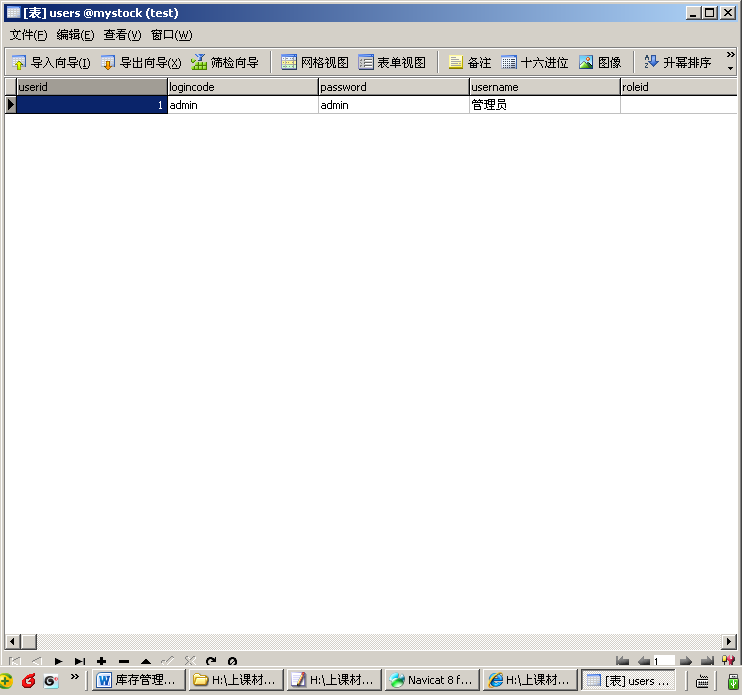 [表] users @mystock (test)
文件(F) 编辑(E) 查看(V) 窗口(W)
导入向导(I) 导出向导(X) 筛检向导 网格视图 表单视图 备注 十六进位 图像 升幂排序 »
userid logincode password username roleid
1 admin admin 管理员
1
» 库存管理... H:\上课材... H:\上课材... Navicat 8 f... H:\上课材... [表] users ...